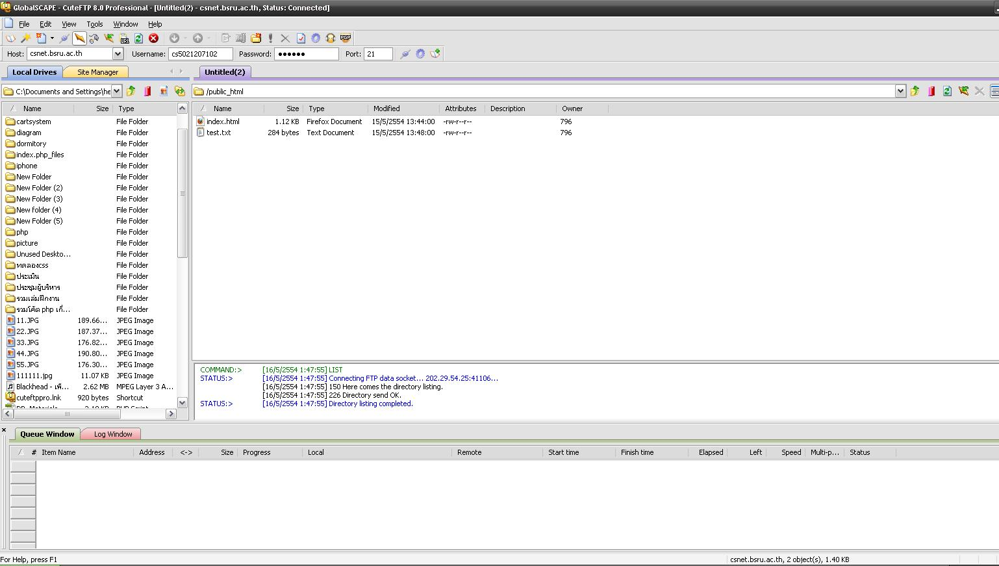 GlobalSCAPE - CuteFTP 8.0 Professional - [Untitled(2) - csnet.bsru.ac.th, Status: Connected]
File Edit View Tools Window Help
URL PGP
Host: csnet.bsru.ac.th Username: cs5021207102 Password: ●●●●●● Port: 21
Local Drives Site Manager Untitled(2)
C:\Documents and Settings\he /public_html
Name Size Type
cartsystem File Folder
diagram File Folder
dormitory File Folder
index.php_files File Folder
iphone File Folder
New Folder File Folder
New Folder (2) File Folder
New Folder (3) File Folder
New folder (4) File Folder
New Folder (5) File Folder
php File Folder
picture File Folder
Unused Deskto... File Folder
ทดลองcss File Folder
ประเมิน File Folder
ประชุมผู้บริหาร File Folder
รวมเล่มฝึกงาน File Folder
รวมโค้ต php เกี่... File Folder
11.JPG 189.66... JPEG Image
22.JPG 187.37... JPEG Image
33.JPG 176.82... JPEG Image
44.JPG 190.80... JPEG Image
55.JPG 176.30... JPEG Image
111111.jpg 11.07 KB JPEG Image
Blackhead - เพ้... 2.62 MB MPEG Layer 3 A...
cuteftppro.lnk 920 bytes Shortcut
Name Size Type Modified Attributes Description Owner
index.html 1.12 KB Firefox Document 15/5/2554 13:44:00 -rw-r--r-- 796
test.txt 284 bytes Text Document 15/5/2554 13:48:00 -rw-r--r-- 796
COMMAND:> [16/5/2554 1:47:55] LIST
STATUS:> [16/5/2554 1:47:55] Connecting FTP data socket... 202.29.54.25:41106...
[16/5/2554 1:47:55] 150 Here comes the directory listing.
[16/5/2554 1:47:55] 226 Directory send OK.
STATUS:> [16/5/2554 1:47:55] Directory listing completed.
Queue Window Log Window
# Item Name Address <-> Size Progress Local Remote Start time Finish time Elapsed Left Speed Multi-p... Status
For Help, press F1 csnet.bsru.ac.th, 2 object(s), 1.40 KB